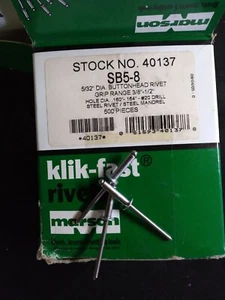 marson
STOCK NO. 40137
SB5-8
5/32" DIA. BUTTONHEAD RIVET
GRIP RANGE 3/8"-1/2"
HOLE DIA. .160"-.164" - #20 DRILL
STEEL RIVET / STEEL MANDREL
500 PIECES
*40137*
40137
klik-fast®
rivet
marson